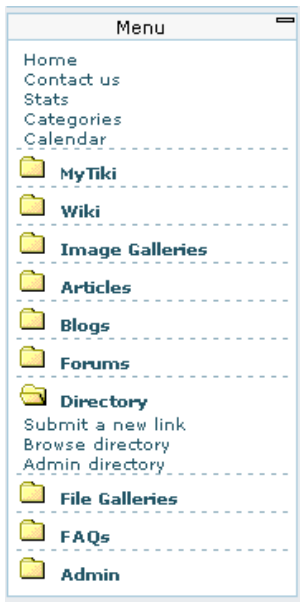 Menu
Home
Contact us
Stats
Categories
Calendar
MyTiki
Wiki
Image Galleries
Articles
Blogs
Forums
Directory
Submit a new link
Browse directory
Admin directory
File Galleries
FAQs
Admin